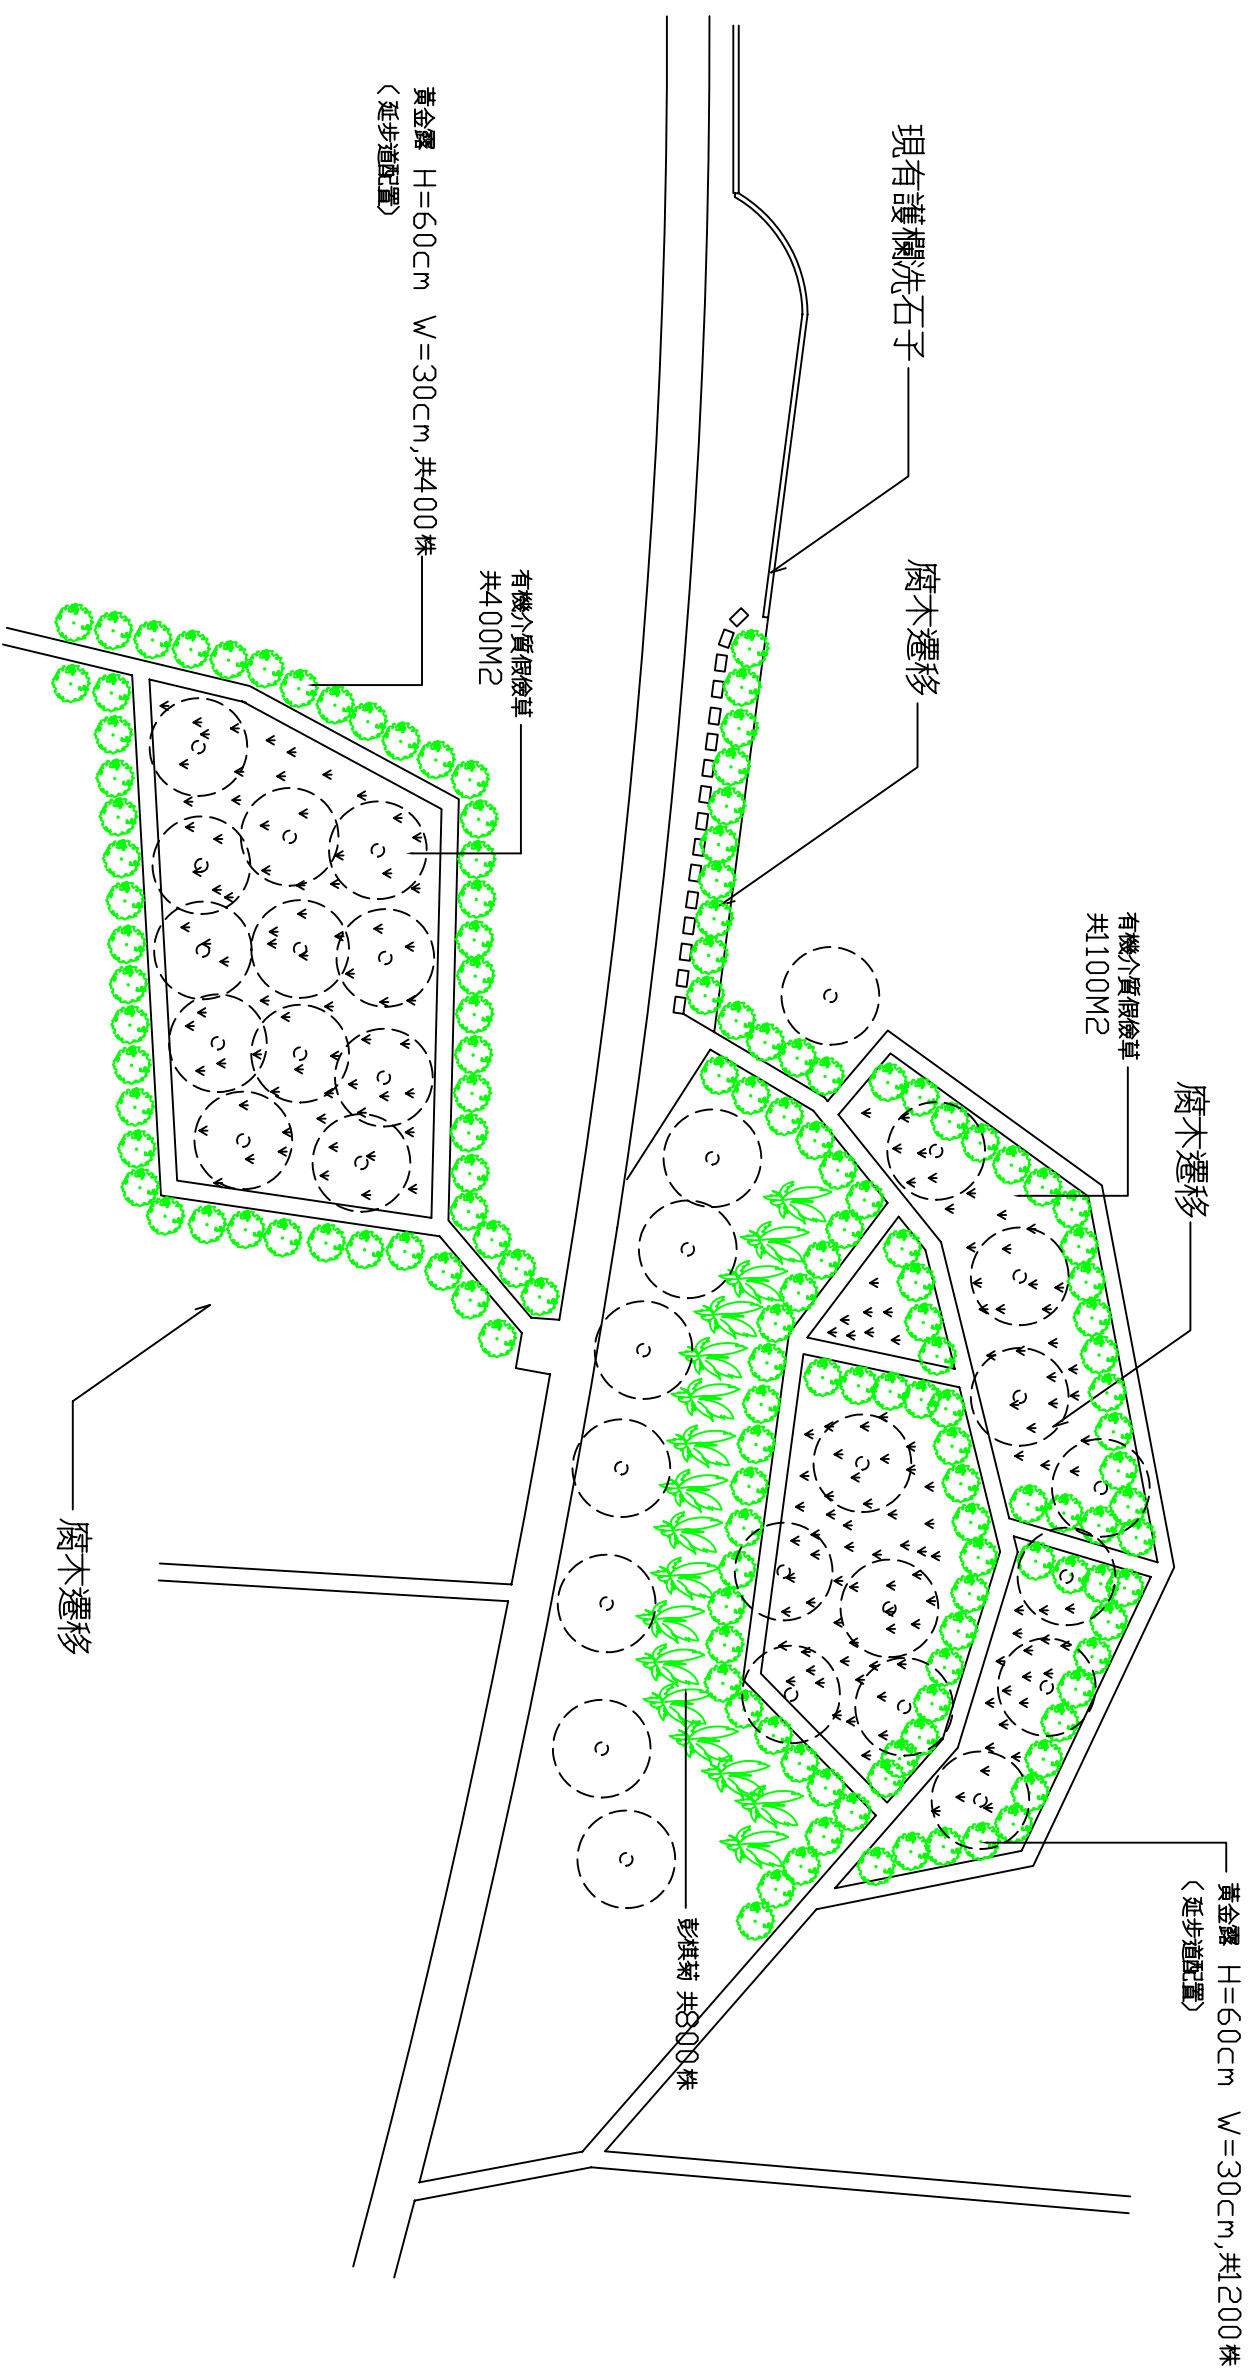 黃金露 H=60cm W=30cm,共1200株
(延步道配置)
腐木遷移
有機介質假儉草
共1100M2
腐木遷移
現有護欄洗石子
彭棋菊 共800株
有機介質假儉草
共400M2
黃金露 H=60cm W=30cm,共400株
(延步道配置)
腐木遷移